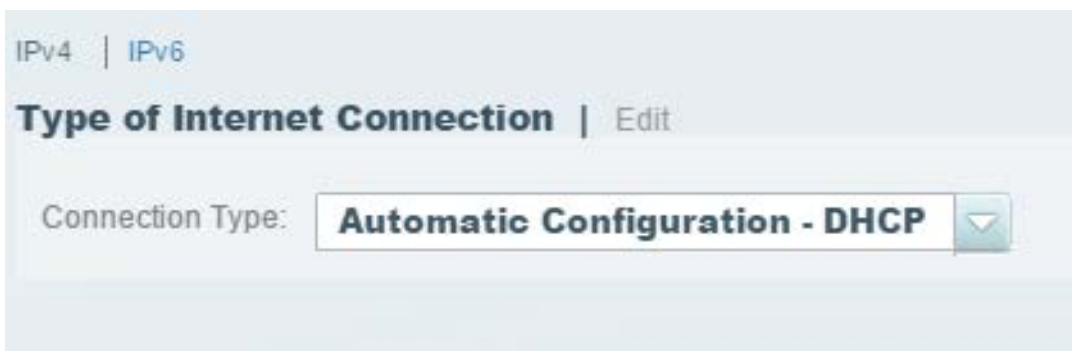 IPv4 | IPv6
Type of Internet Connection | Edit
Connection Type: Automatic Configuration - DHCP